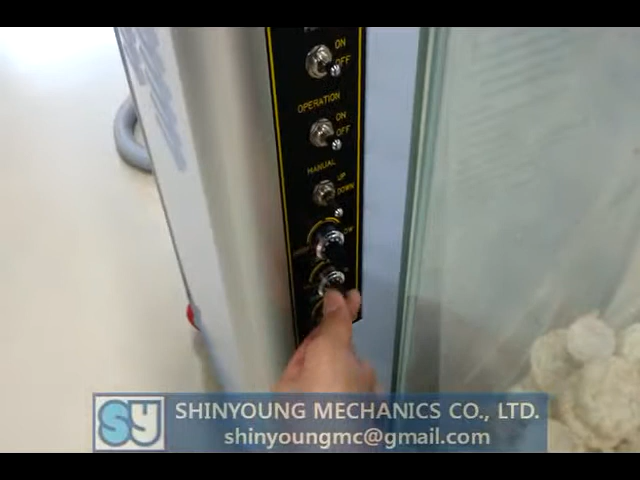 ON
OFF
OPERATION
ON
OFF
MANUAL
UP
DOWN
SY
SHINYOUNG MECHANICS CO., LTD.
shinyoungmc@gmail.com